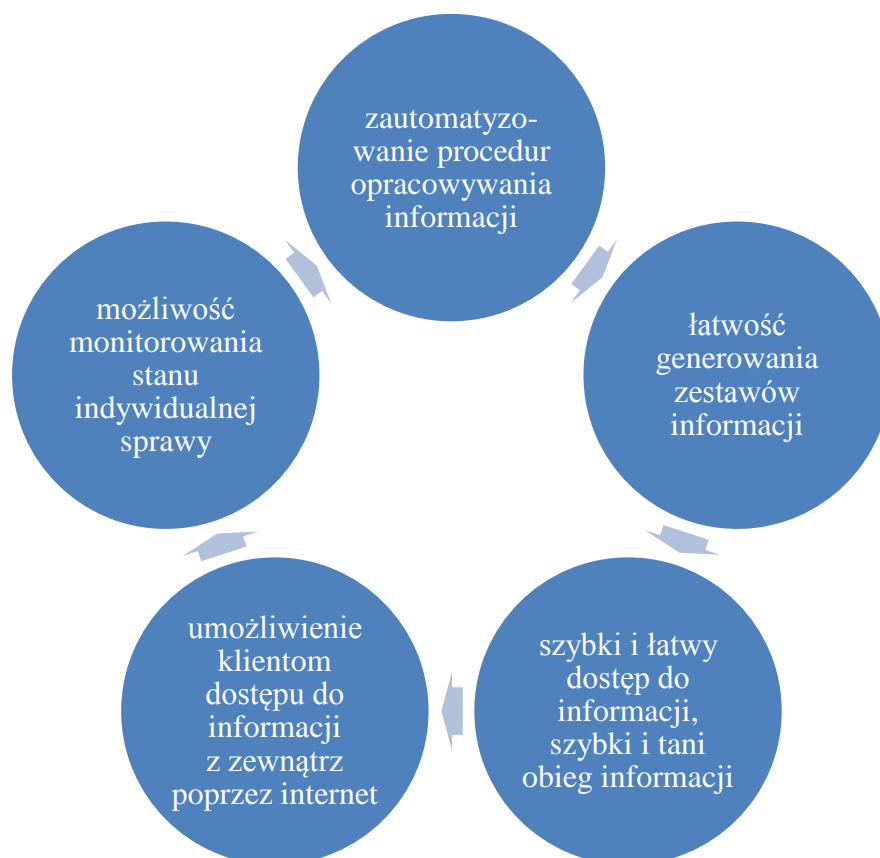 zautomatyzo-
wanie procedur
opracowywania
informacji
łatwość
generowania
zestawów
informacji
szybki i łatwy
dostęp do
informacji,
szybki i tani
obieg informacji
umożliwienie
klientom
dostępu do
informacji
z zewnątrz
poprzez internet
możliwość
monitorowania
stanu
indywidualnej
sprawy